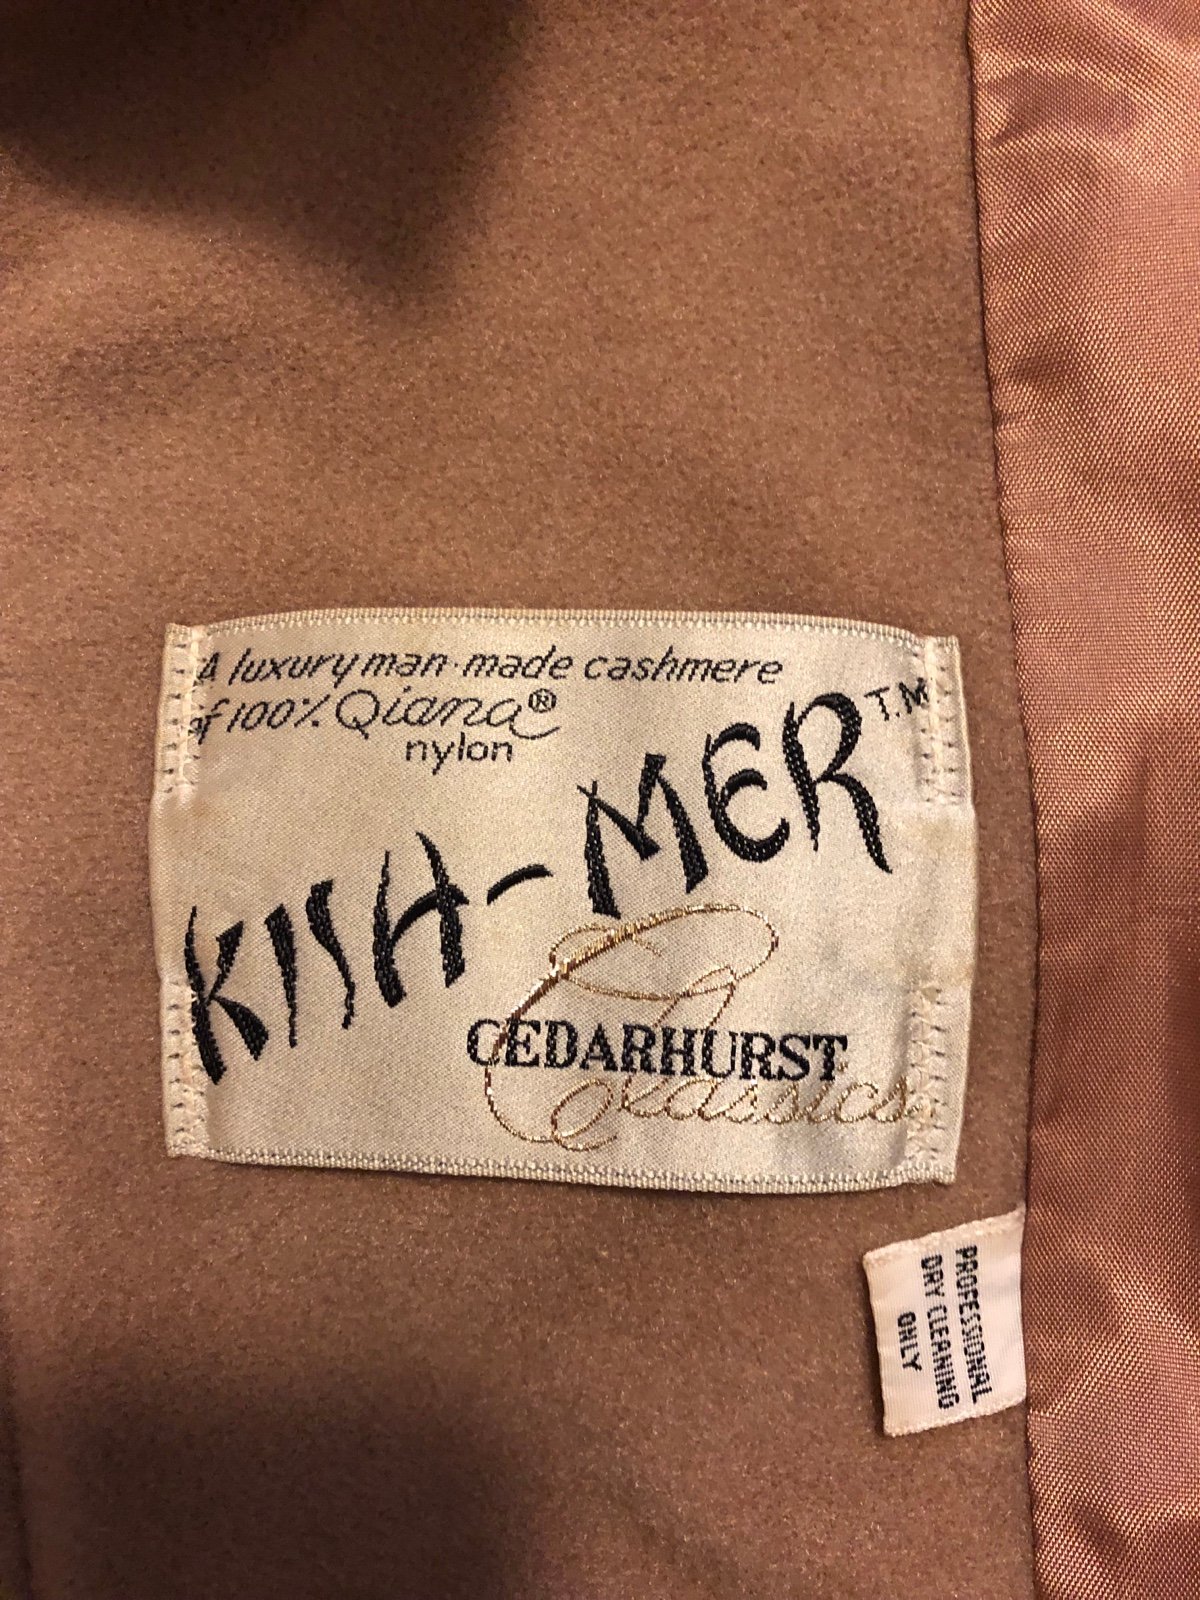 A luxury man-made cashmere
of 100% Qiana®
nylon
KISH-MER T.M.
CEDARHURST
Classics
PROFESSIONAL
DRY CLEANING
ONLY